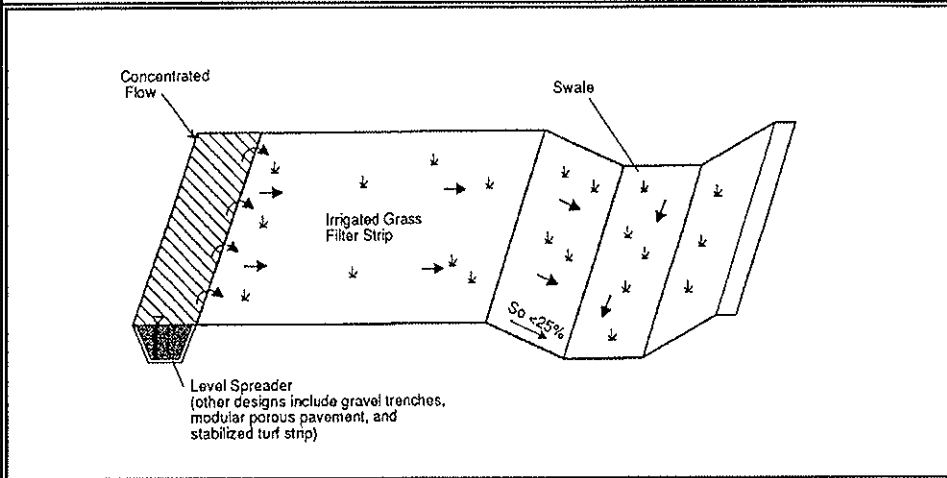 Concentrated
Flow
Swale
Irrigated Grass
Filter Strip
So <25%
Level Spreader
(other designs include gravel trenches,
modular porous pavement, and
stabilized turf strip)